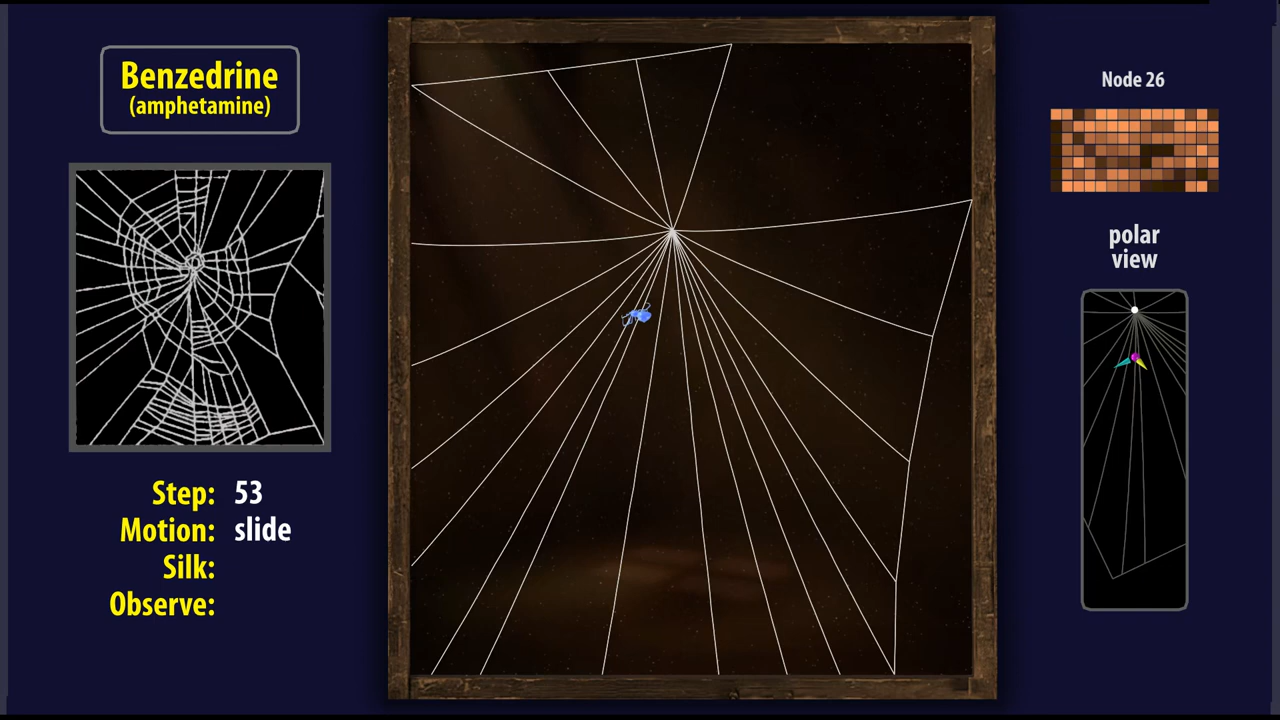 Benzedrine
(amphetamine)
Step: 53
Motion: slide
Silk:
Observe:
Node 26
polar
view